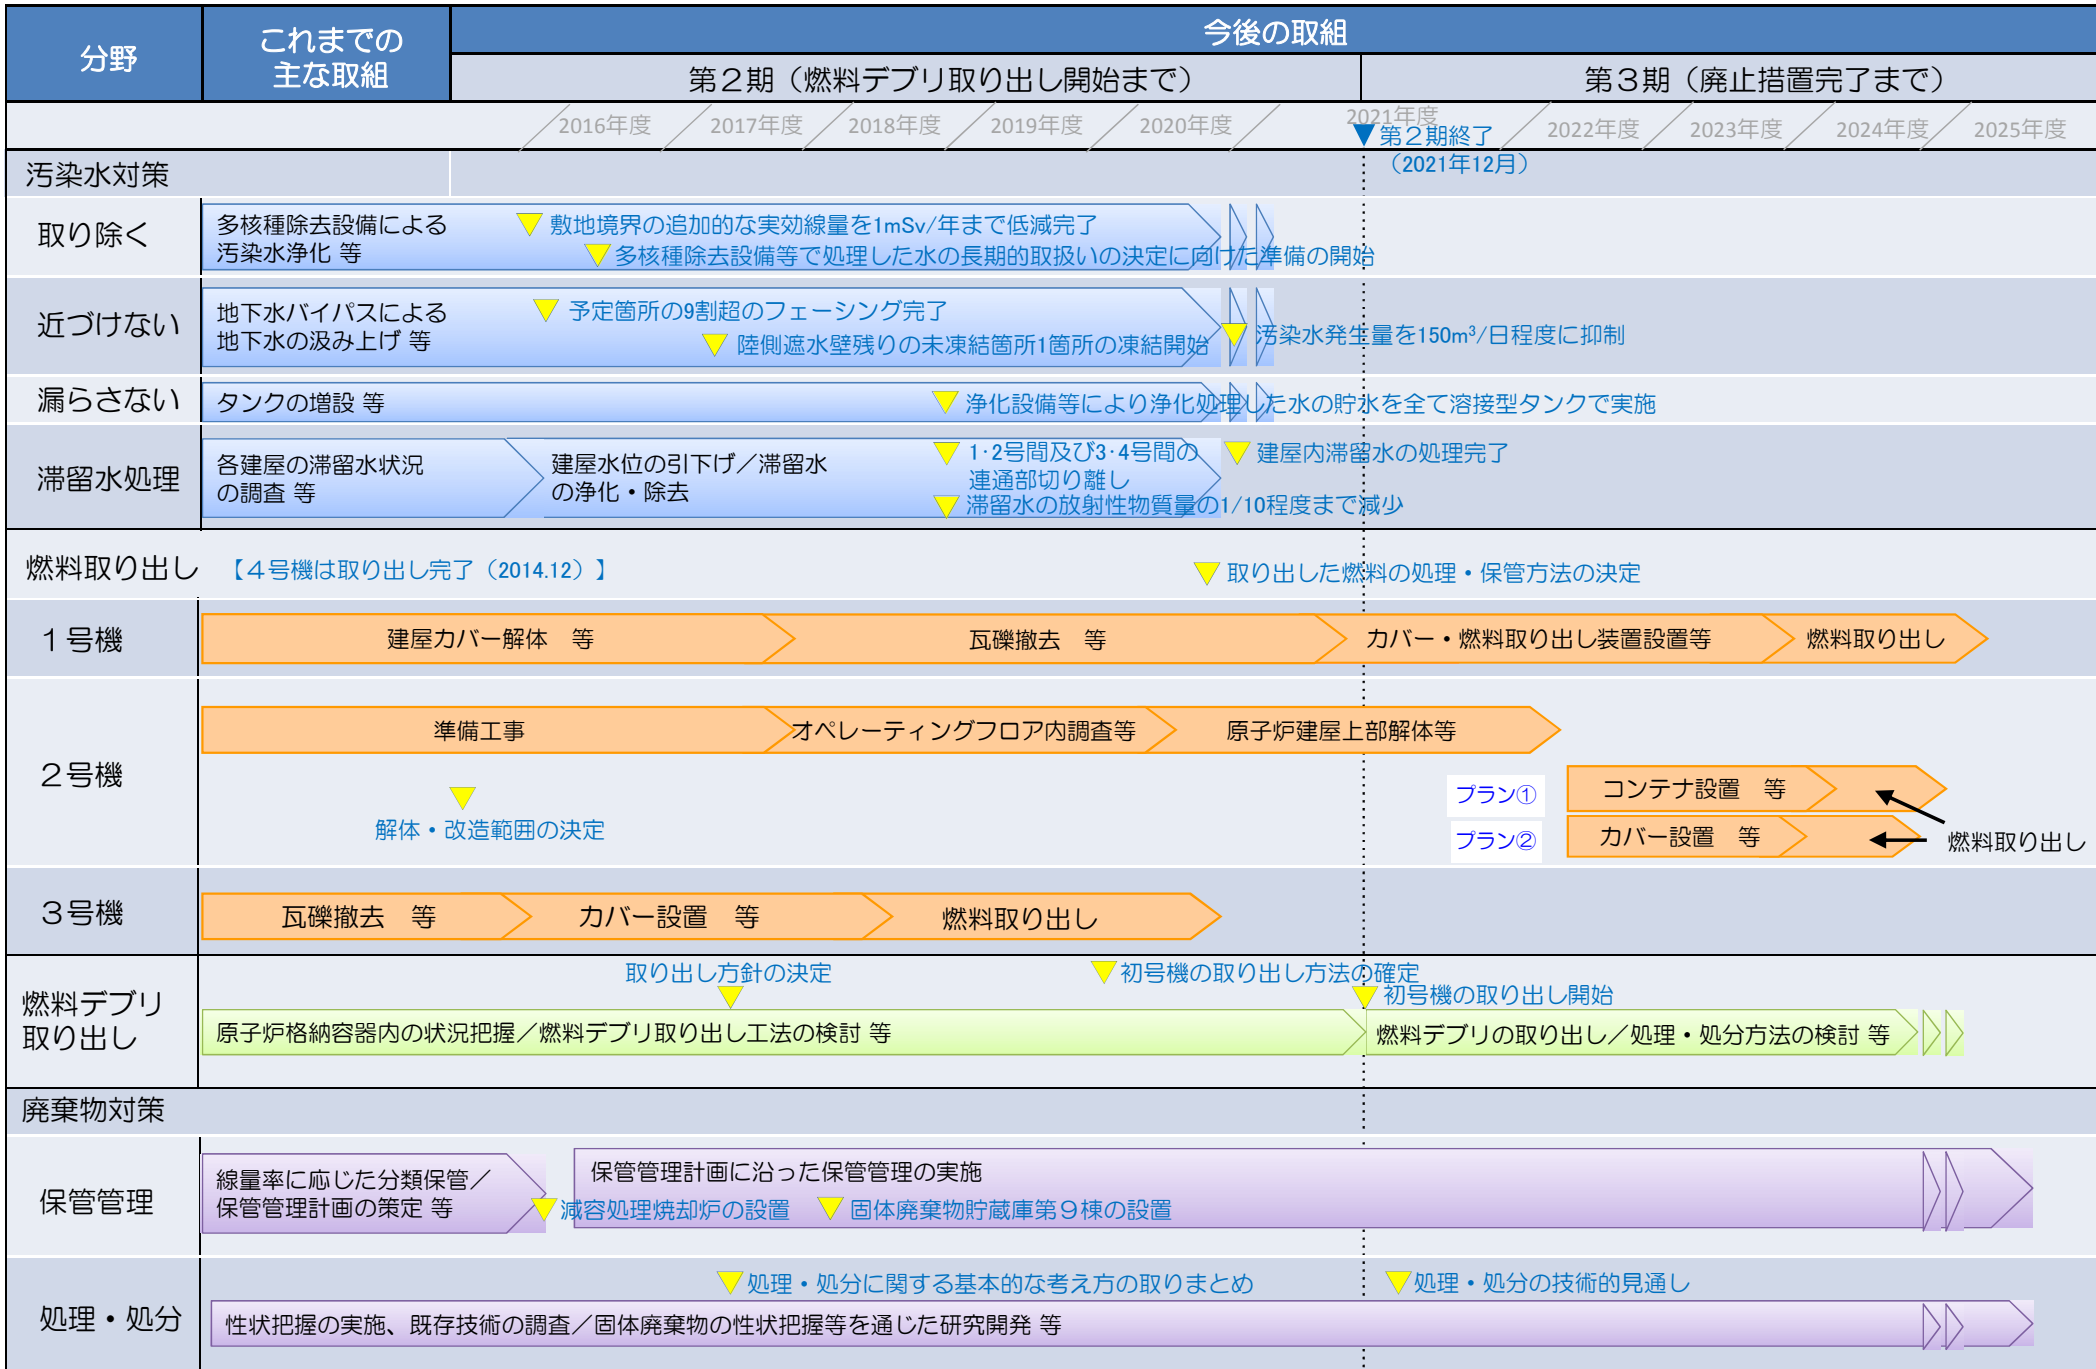 分野
これまでの
主な取組
今後の取組
第２期（燃料デブリ取り出し開始まで）
第３期（廃止措置完了まで）
2016年度
2017年度
2018年度
2019年度
2020年度
2021年度
2022年度
2023年度
2024年度
2025年度
第２期終了
（2021年12月）
汚染水対策
取り除く
多核種除去設備による
汚染水浄化 等
敷地境界の追加的な実効線量を1mSv/年まで低減完了
多核種除去設備等で処理した水の長期的取扱いの決定に向けた準備の開始
近づけない
地下水バイパスによる
地下水の汲み上げ 等
予定箇所の9割超のフェーシング完了
陸側遮水壁残りの未凍結箇所1箇所の凍結開始
汚染水発生量を150m³/日程度に抑制
漏らさない
タンクの増設 等
浄化設備等により浄化処理した水の貯水を全て溶接型タンクで実施
滞留水処理
各建屋の滞留水状況
の調査 等
建屋水位の引下げ／滞留水
の浄化・除去
1･2号間及び3･4号間の
連通部切り離し
滞留水の放射性物質量の1/10程度まで減少
建屋内滞留水の処理完了
燃料取り出し
【４号機は取り出し完了（2014.12）】
取り出した燃料の処理・保管方法の決定
１号機
建屋カバー解体　等
瓦礫撤去　等
カバー・燃料取り出し装置設置等
燃料取り出し
２号機
準備工事
オペレーティングフロア内調査等
原子炉建屋上部解体等
解体・改造範囲の決定
プラン①
コンテナ設置　等
プラン②
カバー設置　等
燃料取り出し
３号機
瓦礫撤去　等
カバー設置　等
燃料取り出し
燃料デブリ
取り出し
取り出し方針の決定
初号機の取り出し方法の確定
初号機の取り出し開始
原子炉格納容器内の状況把握／燃料デブリ取り出し工法の検討 等
燃料デブリの取り出し／処理・処分方法の検討 等
廃棄物対策
保管管理
線量率に応じた分類保管／
保管管理計画の策定 等
保管管理計画に沿った保管管理の実施
減容処理焼却炉の設置
固体廃棄物貯蔵庫第９棟の設置
処理・処分
処理・処分に関する基本的な考え方の取りまとめ
処理・処分の技術的見通し
性状把握の実施、既存技術の調査／固体廃棄物の性状把握等を通じた研究開発 等